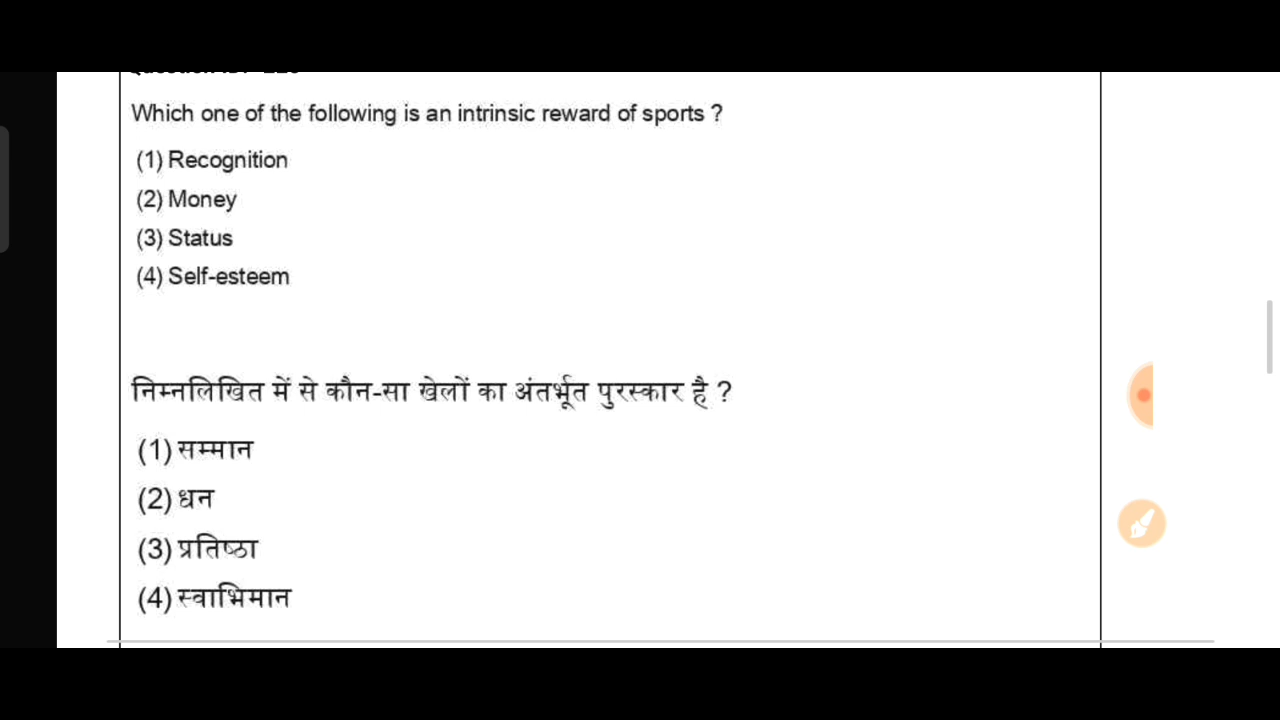 Which one of the following is an intrinsic reward of sports ?
(1) Recognition
(2) Money
(3) Status
(4) Self-esteem
निम्नलिखित में से कौन-सा खेलों का अंतर्भूत पुरस्कार है ?
(1) सम्मान
(2) धन
(3) प्रतिष्ठा
(4) स्वाभिमान